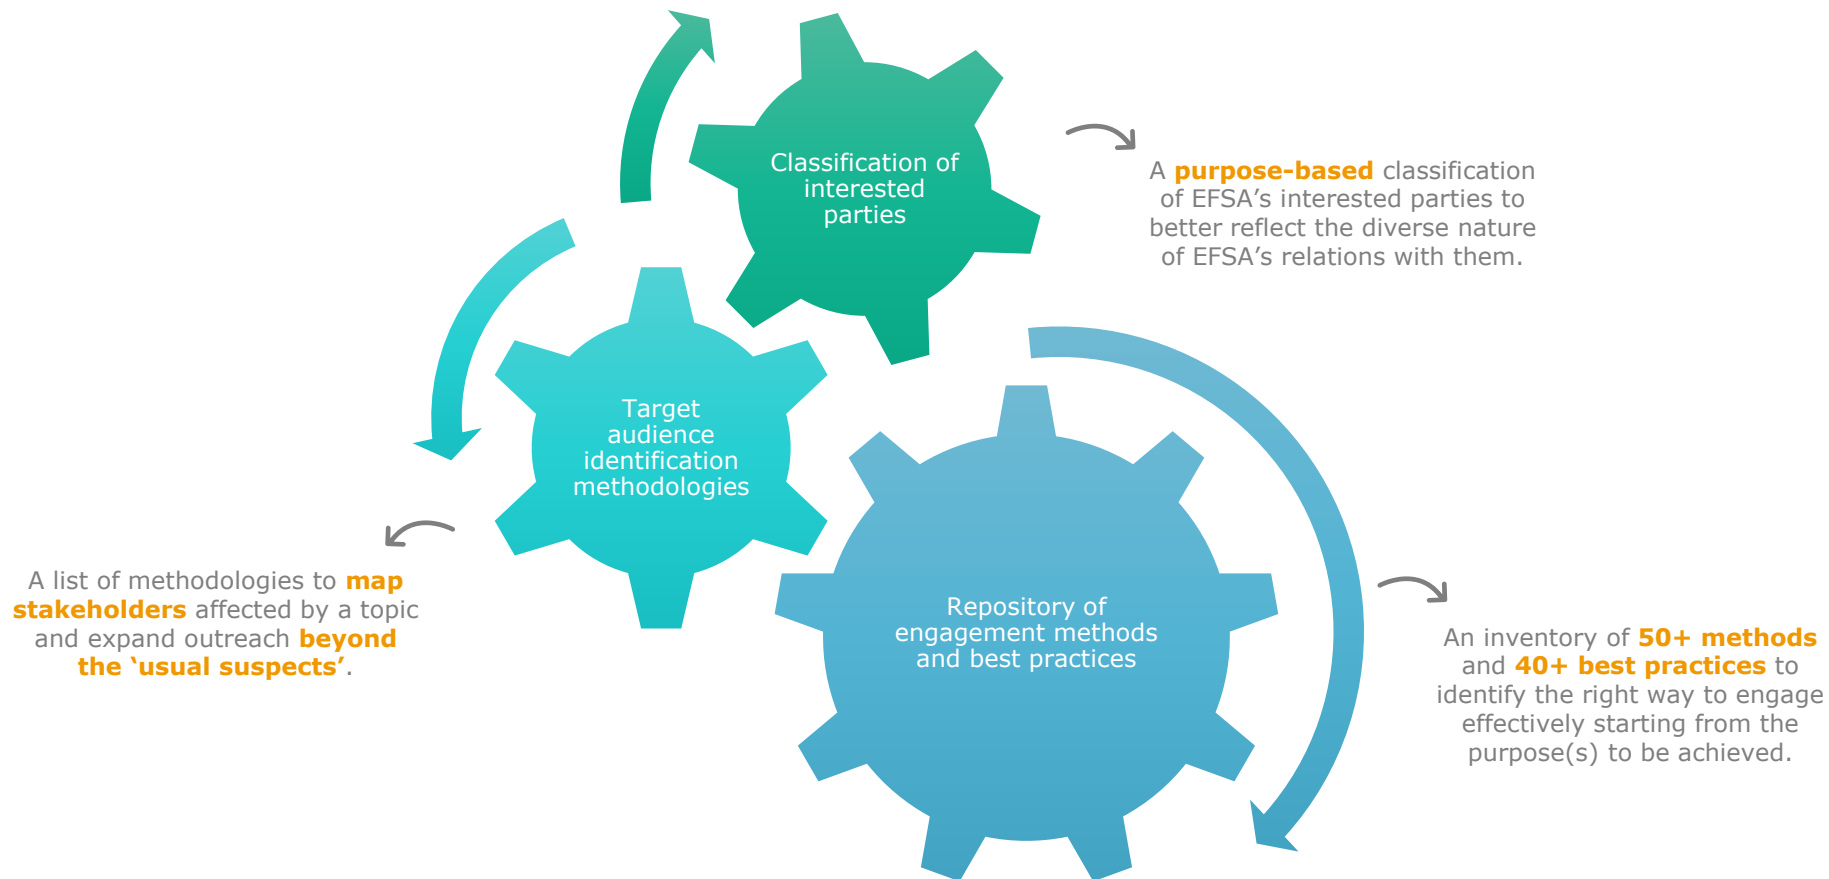 Classification of
interested
parties
A purpose-based classification
of EFSA’s interested parties to
better reflect the diverse nature
of EFSA’s relations with them.
Target
audience
identification
methodologies
A list of methodologies to map
stakeholders affected by a topic
and expand outreach beyond
the ‘usual suspects’.
Repository of
engagement methods
and best practices
An inventory of 50+ methods
and 40+ best practices to
identify the right way to engage
effectively starting from the
purpose(s) to be achieved.